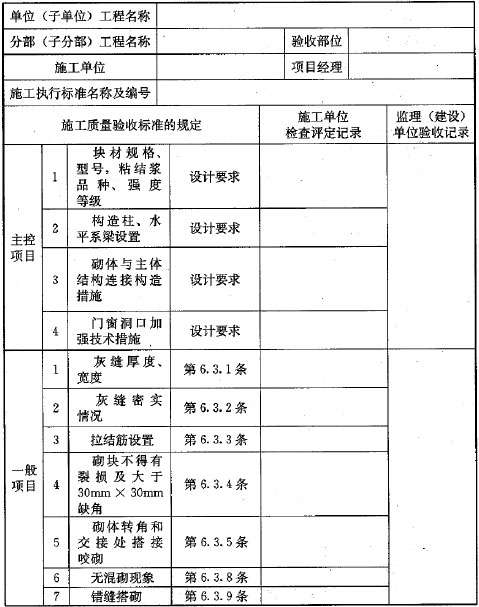 单位（子单位）工程名称
分部（子分部）工程名称
验收部位
施工单位
项目经理
施工执行标准名称及编号
施工质量验收标准的规定
施工单位
检查评定记录
监理（建设）
单位验收记录
主控
项目
1
块材规格、
型号，粘结浆
品种、强度
等级
设计要求
2
构造柱、水
平系梁设置
设计要求
3
砌体与主体
结构连接构造
措施
设计要求
4
门窗洞口加
强技术措施
设计要求
一般
项目
1
灰缝厚度、
宽度
第6.3.1条
2
灰缝密实
情况
第6.3.2条
3
拉结筋设置
第6.3.3条
4
砌块不得有
裂损及大于
30mm×30mm
缺角
第6.3.4条
5
砌体转角和
交接处搭接
咬砌
第6.3.5条
6
无混砌现象
第6.3.8条
7
错缝搭砌
第6.3.9条